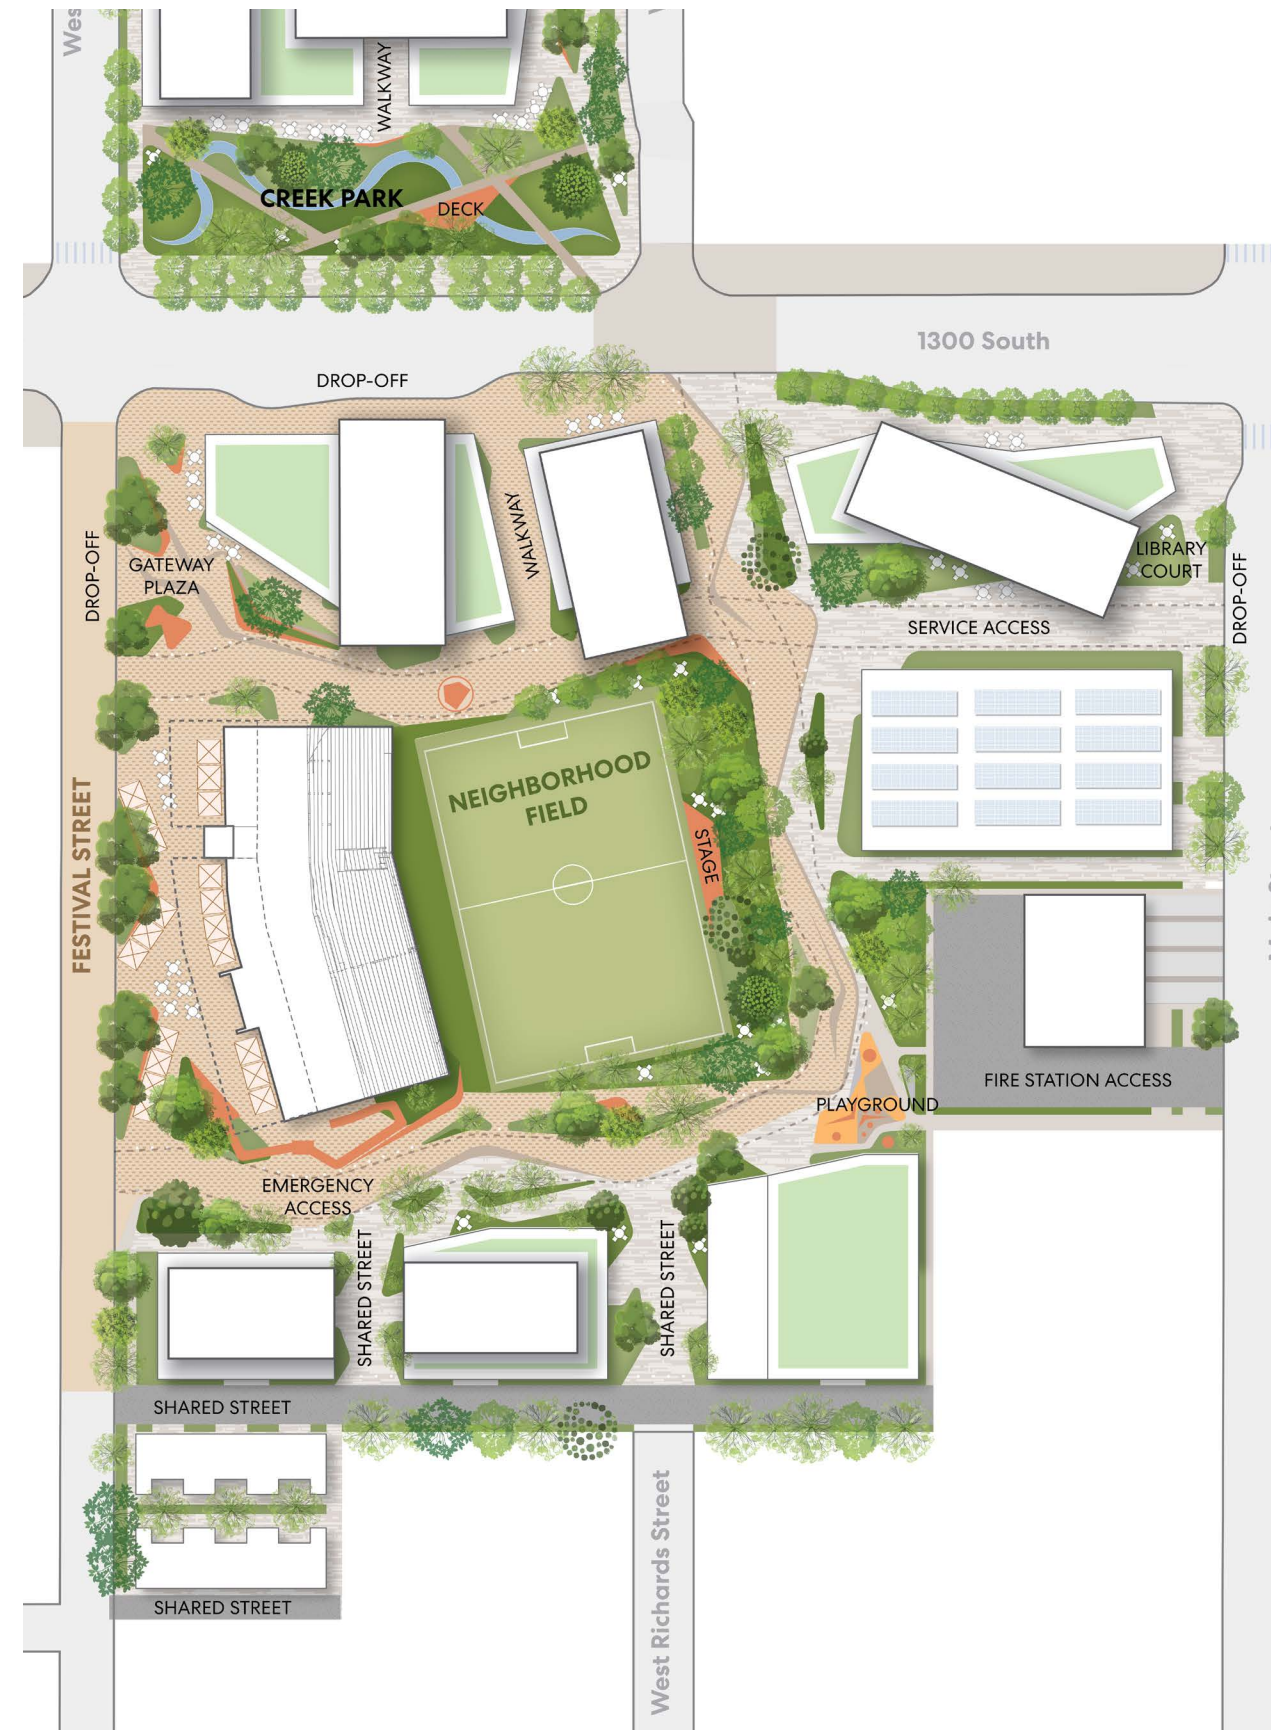 Wes
WALKWAY
CREEK PARK
DECK
1300 South
DROP-OFF
DROP-OFF
GATEWAY
PLAZA
WALKWAY
LIBRARY
COURT
DROP-OFF
SERVICE ACCESS
NEIGHBORHOOD
FIELD
STAGE
FESTIVAL STREET
FIRE STATION ACCESS
PLAYGROUND
EMERGENCY
ACCESS
SHARED STREET
SHARED STREET
SHARED STREET
West Richards Street
SHARED STREET